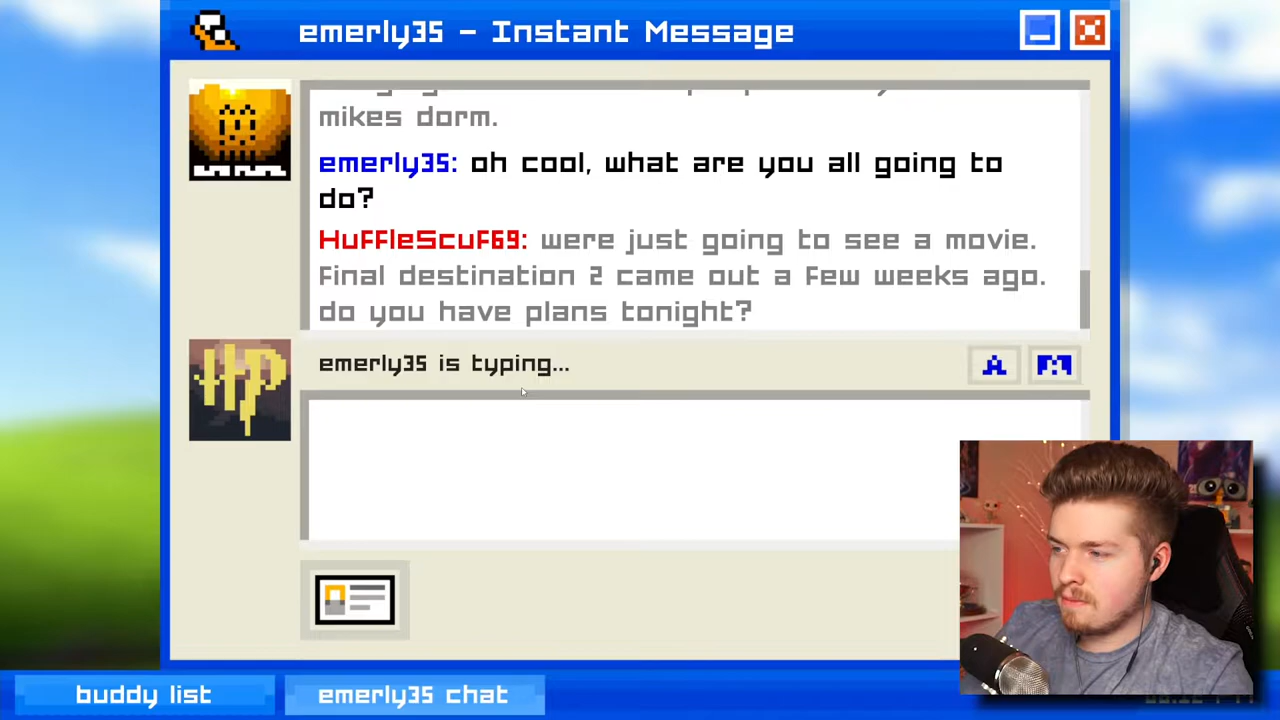 emerly35 - Instant Message
mikes dorm.
emerly35: oh cool, what are you all going to
do?
HuffleScuf69: were just going to see a movie.
Final destination 2 came out a few weeks ago.
do you have plans tonight?
emerly35 is typing...
A
HP
buddy list
emerly35 chat